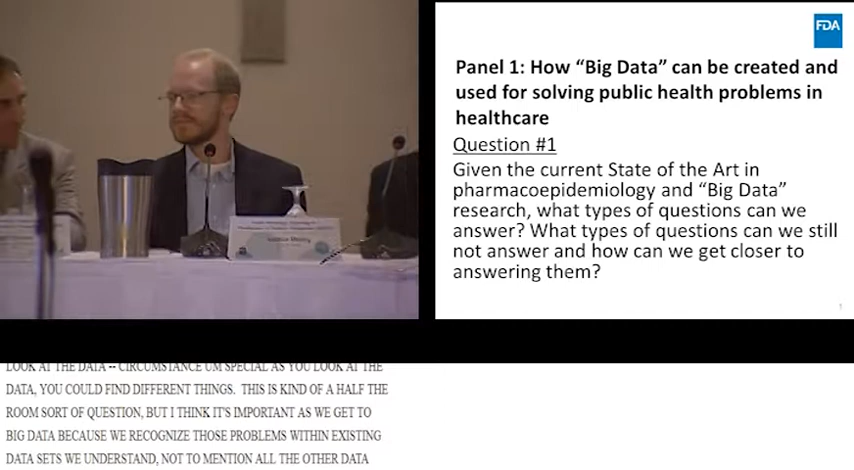 FDA
Panel 1: How “Big Data” can be created and
used for solving public health problems in
healthcare
Question #1
Given the current State of the Art in
pharmacoepidemiology and “Big Data”
research, what types of questions can we
answer? What types of questions can we still
not answer and how can we get closer to
answering them?
LOOK AT THE DATA -- CIRCUMSTANCE UM SPECIAL AS YOU LOOK AT THE
DATA, YOU COULD FIND DIFFERENT THINGS. THIS IS KIND OF A HALF THE
ROOM SORT OF QUESTION, BUT I THINK IT'S IMPORTANT AS WE GET TO
BIG DATA BECAUSE WE RECOGNIZE THOSE PROBLEMS WITHIN EXISTING
DATA SETS WE UNDERSTAND, NOT TO MENTION ALL THE OTHER DATA